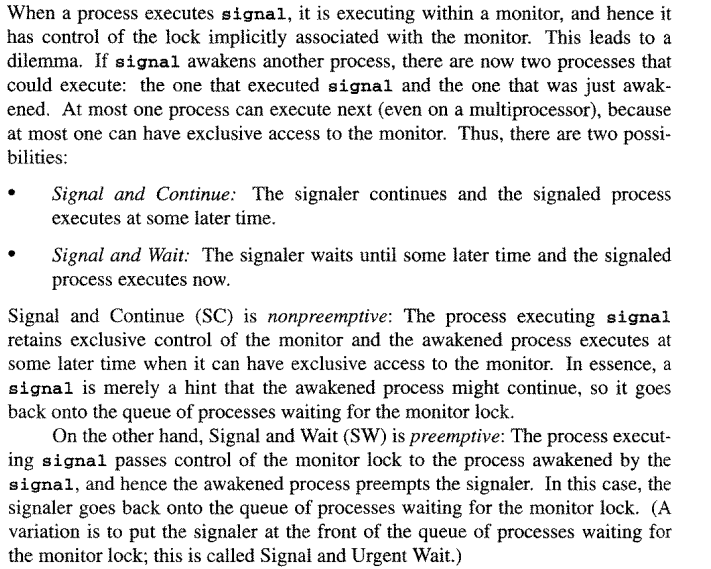 When a process executes signal, it is executing within a monitor, and hence it
has control of the lock implicitly associated with the monitor. This leads to a
dilemma. If signal awakens another process, there are now two processes that
could execute: the one that executed signal and the one that was just awak-
ened. At most one process can execute next (even on a multiprocessor), because
at most one can have exclusive access to the monitor. Thus, there are two possi-
bilities:
• Signal and Continue: The signaler continues and the signaled process
executes at some later time.
• Signal and Wait: The signaler waits until some later time and the signaled
process executes now.
Signal and Continue (SC) is nonpreemptive: The process executing signal
retains exclusive control of the monitor and the awakened process executes at
some later time when it can have exclusive access to the monitor. In essence, a
signal is merely a hint that the awakened process might continue, so it goes
back onto the queue of processes waiting for the monitor lock.
On the other hand, Signal and Wait (SW) is preemptive: The process execut-
ing signal passes control of the monitor lock to the process awakened by the
signal, and hence the awakened process preempts the signaler. In this case, the
signaler goes back onto the queue of processes waiting for the monitor lock. (A
variation is to put the signaler at the front of the queue of processes waiting for
the monitor lock; this is called Signal and Urgent Wait.)